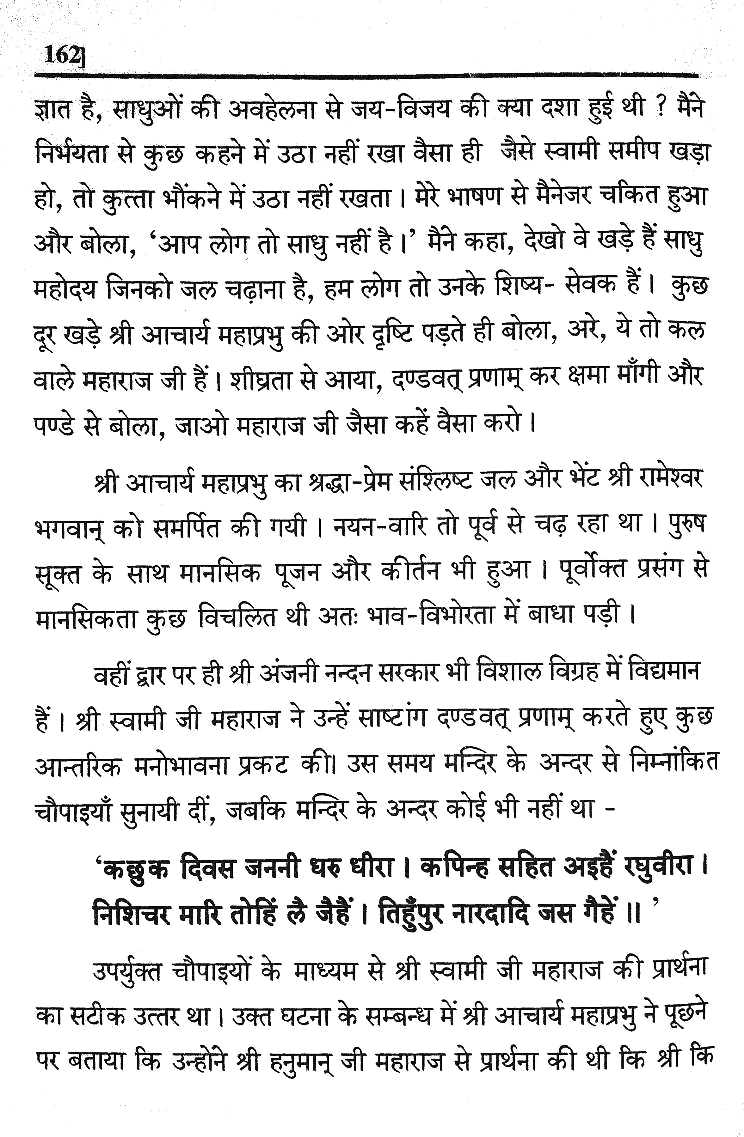 162]
ज्ञात है, साधुओं की अवहेलना से जय-विजय की क्या दशा हुई थी ? मैंने
निर्भयता से कुछ कहने में उठा नहीं रखा वैसा ही जैसे स्वामी समीप खड़ा
हो, तो कुत्ता भौंकने में उठा नहीं रखता । मेरे भाषण से मैनेजर चकित हुआ
और बोला, ‘आप लोग तो साधु नहीं है ।’ मैंने कहा, देखो वे खड़े हैं साधु
महोदय जिनको जल चढ़ाना है, हम लोग तो उनके शिष्य- सेवक हैं । कुछ
दूर खड़े श्री आचार्य महाप्रभु की ओर दृष्टि पड़ते ही बोला, अरे, ये तो कल
वाले महाराज जी हैं । शीघ्रता से आया, दण्डवत् प्रणाम् कर क्षमा माँगी और
पण्डे से बोला, जाओ महाराज जी जैसा कहें वैसा करो ।
श्री आचार्य महाप्रभु का श्रद्धा-प्रेम संश्लिष्ट जल और भेंट श्री रामेश्वर
भगवान् को समर्पित की गयी । नयन-वारि तो पूर्व से चढ़ रहा था । पुरुष
सूक्त के साथ मानसिक पूजन और कीर्तन भी हुआ । पूर्वोक्त प्रसंग से
मानसिकता कुछ विचलित थी अतः भाव-विभोरता में बाधा पड़ी ।
वहीं द्वार पर ही श्री अंजनी नन्दन सरकार भी विशाल विग्रह में विद्यमान
हैं । श्री स्वामी जी महाराज ने उन्हें साष्टांग दण्डवत् प्रणाम् करते हुए कुछ
आन्तरिक मनोभावना प्रकट की। उस समय मन्दिर के अन्दर से निम्नांकित
चौपाइयाँ सुनायी दीं, जबकि मन्दिर के अन्दर कोई भी नहीं था -
‘कछुक दिवस जननी धरु धीरा । कपिन्ह सहित अइहैं रघुवीरा ।
निशिचर मारि तोहिं लै जैहैं । तिहुँपुर नारदादि जस गैहें ॥ ’
उपर्युक्त चौपाइयों के माध्यम से श्री स्वामी जी महाराज की प्रार्थना
का सटीक उत्तर था । उक्त घटना के सम्बन्ध में श्री आचार्य महाप्रभु ने पूछने
पर बताया कि उन्होंने श्री हनुमान् जी महाराज से प्रार्थना की थी कि श्री कि